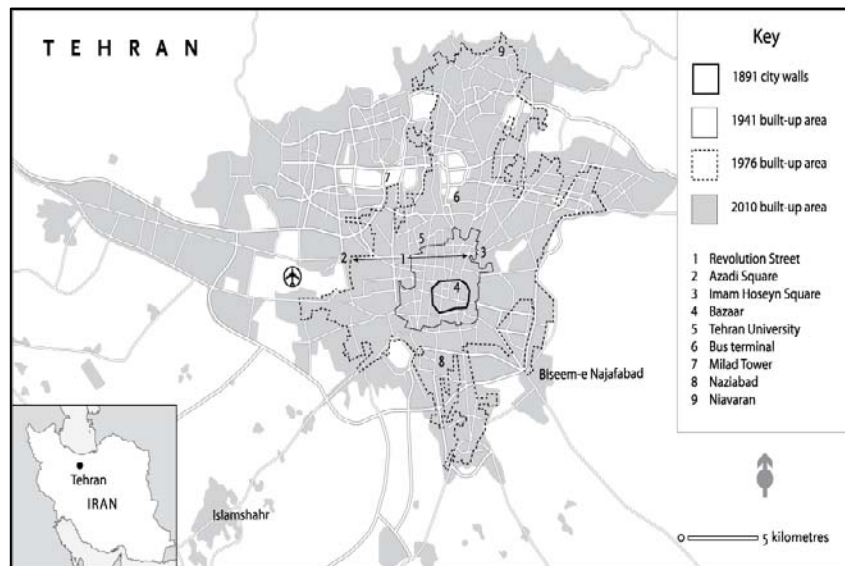 TEHRAN
Key
1891 city walls
1941 built-up area
1976 built-up area
2010 built-up area
1 Revolution Street
2 Azadi Square
3 Imam Hoseyn Square
4 Bazaar
5 Tehran University
6 Bus terminal
7 Milad Tower
8 Naziabad
9 Niavaran
9
7
6
5
2
1
3
4
8
Biseem-e Najafabad
Islamshahr
Tehran
IRAN
5 kilometres